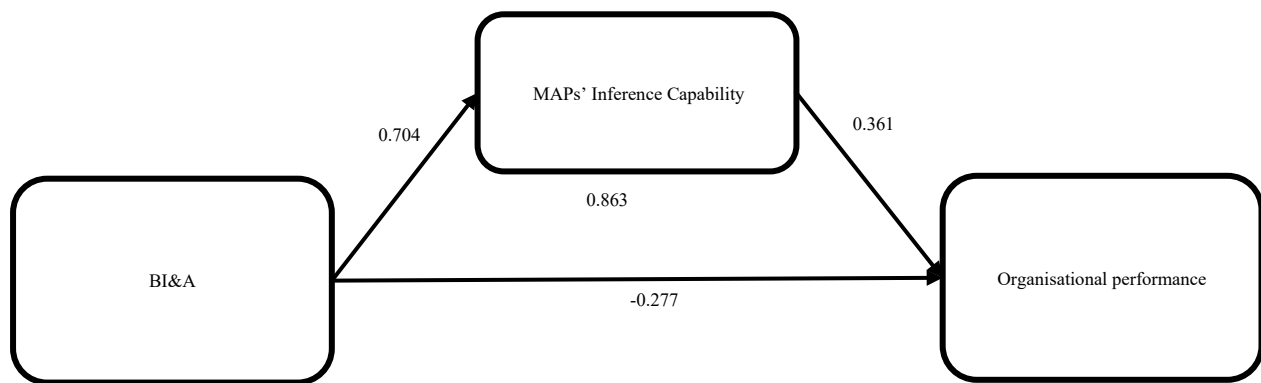 MAPs’ Inference Capability
0.704
0.361
0.863
BI&A
Organisational performance
-0.277